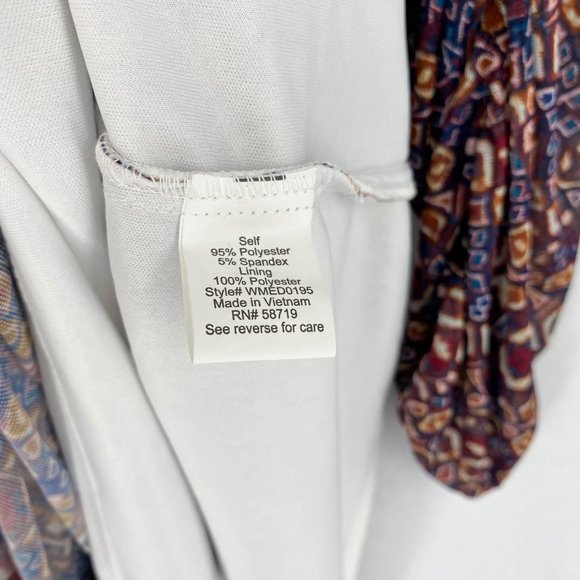 Self
95% Polyester
5% Spandex
Lining
100% Polyester
Style# WMED0195
Made in Vietnam
RN# 58719
See reverse for care